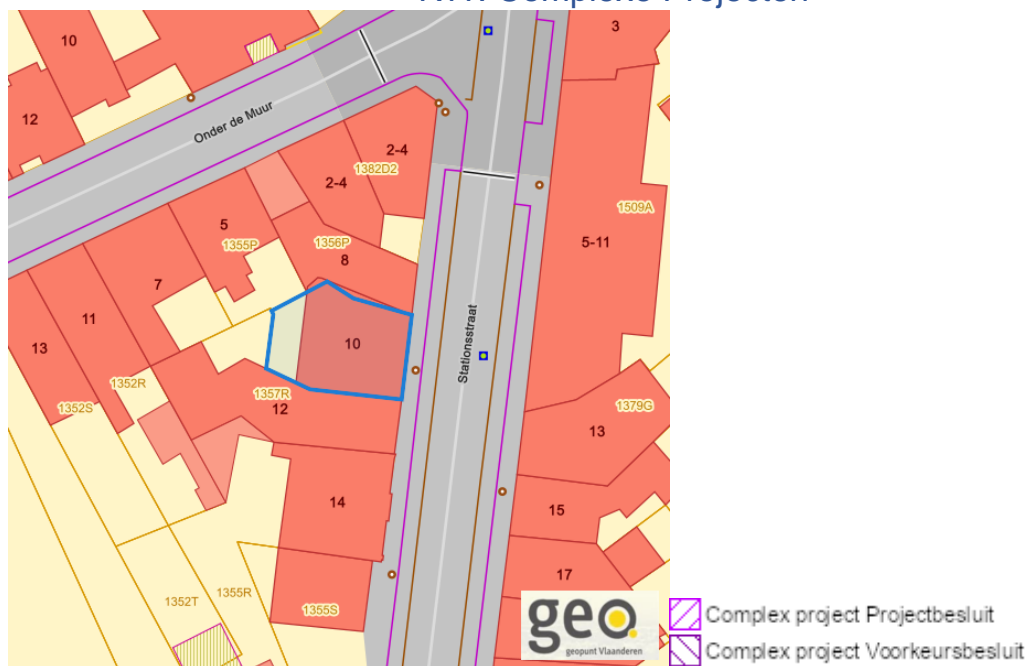 Complexe Projecten
3
10
12
Onder de Muur
2-4
1382D2
2-4
1509A
5
1355P
1356P
5-11
8
7
11
Stationsstraat
10
13
1352R
1357R
1352S
12
1379G
13
14
15
17
1352T
1355R
1355S
geo.
geopunt Vlaanderen
Complex project Projectbesluit
Complex project Voorkeursbesluit